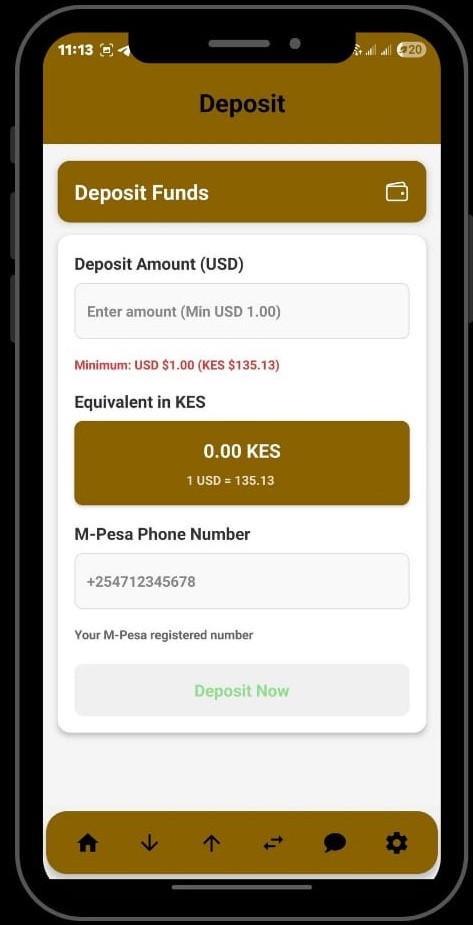 11:13
20
Deposit
Deposit Funds
Deposit Amount (USD)
Enter amount (Min USD 1.00)
Minimum: USD $1.00 (KES $135.13)
Equivalent in KES
0.00 KES
1 USD = 135.13
M-Pesa Phone Number
+254712345678
Your M-Pesa registered number
Deposit Now